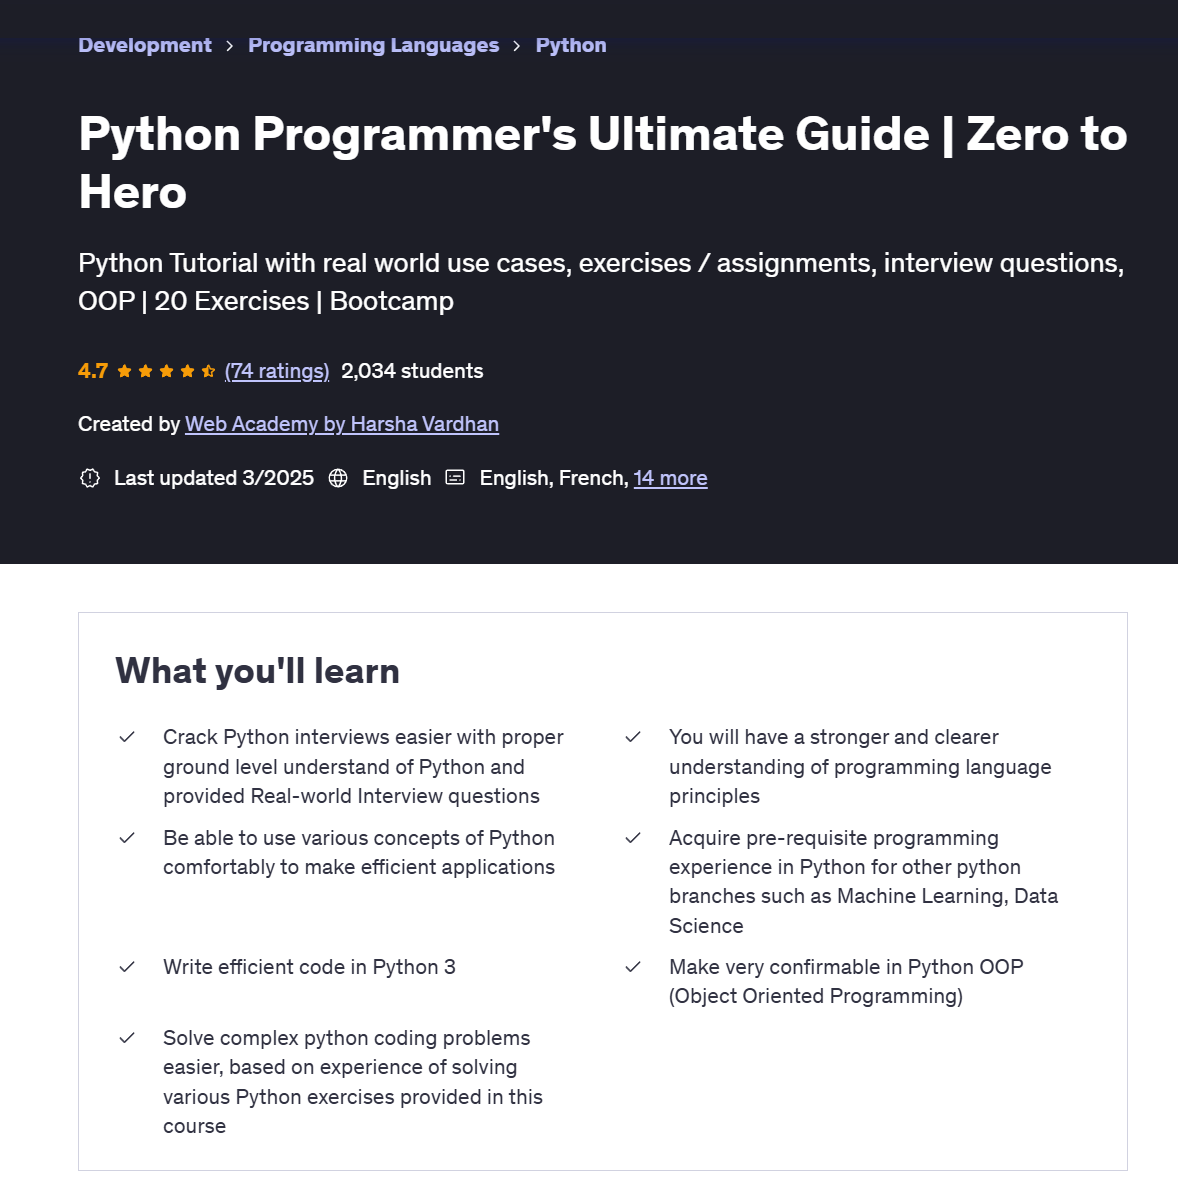 Development > Programming Languages > Python
Python Programmer's Ultimate Guide | Zero to
Hero
Python Tutorial with real world use cases, exercises / assignments, interview questions,
OOP | 20 Exercises | Bootcamp
4.7 (74 ratings) 2,034 students
Created by Web Academy by Harsha Vardhan
Last updated 3/2025 English English, French, 14 more
What you'll learn
Crack Python interviews easier with proper
ground level understand of Python and
provided Real-world Interview questions
You will have a stronger and clearer
understanding of programming language
principles
Be able to use various concepts of Python
comfortably to make efficient applications
Acquire pre-requisite programming
experience in Python for other python
branches such as Machine Learning, Data
Science
Write efficient code in Python 3
Make very confirmable in Python OOP
(Object Oriented Programming)
Solve complex python coding problems
easier, based on experience of solving
various Python exercises provided in this
course